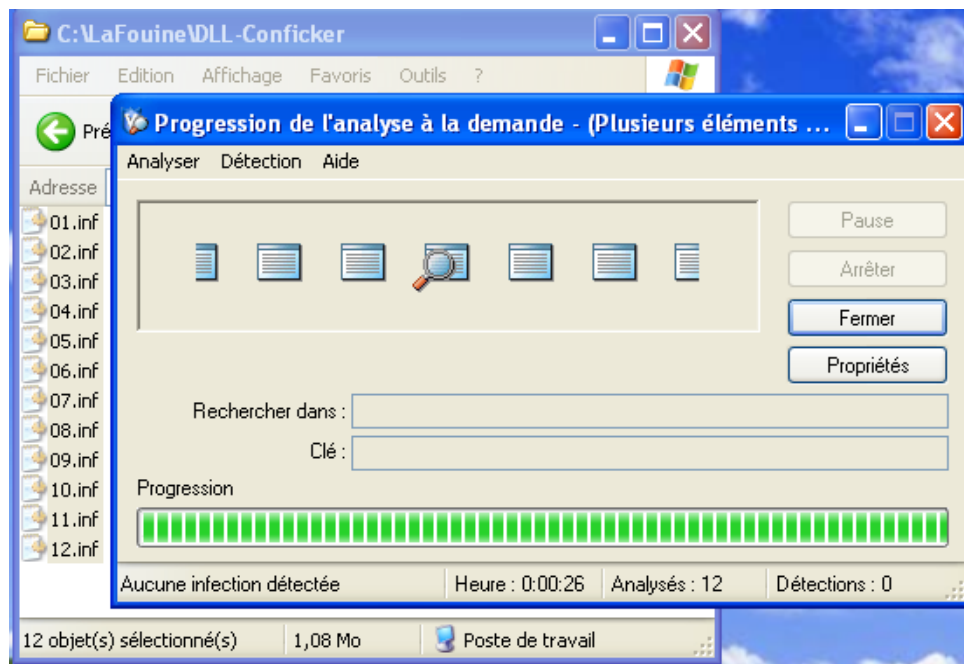 C:\LaFouine\DLL-Conficker
Fichier Edition Affichage Favoris Outils ?
Adresse
Progression de l'analyse à la demande - (Plusieurs éléments ...
Analyser Détection Aide
01.inf
02.inf
03.inf
04.inf
05.inf
06.inf
07.inf
08.inf
09.inf
10.inf
11.inf
12.inf
Pause
Arrêter
Fermer
Propriétés
Rechercher dans :
Clé :
Progression
Aucune infection détectée Heure : 0:00:26 Analysés : 12 Détections : 0
12 objet(s) sélectionné(s) 1,08 Mo Poste de travail